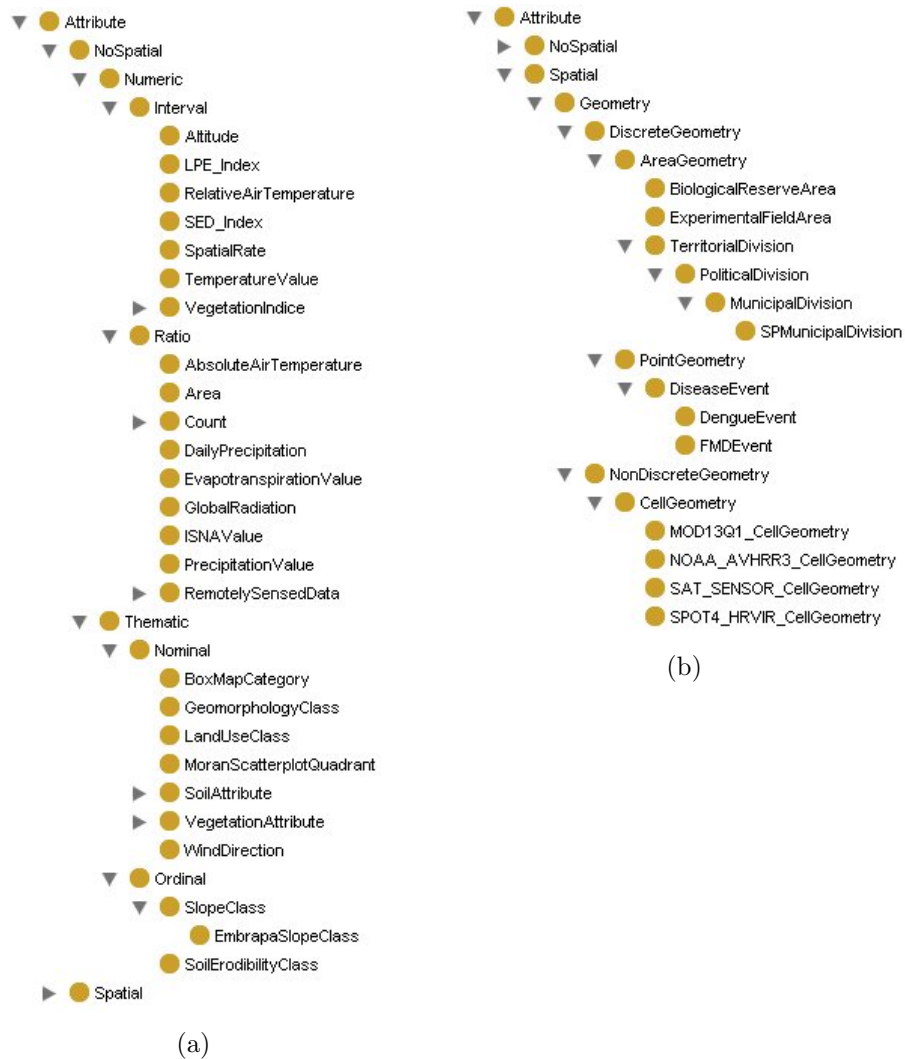 Attribute
NoSpatial
Numeric
Interval
Altitude
LPE_Index
RelativeAirTemperature
SED_Index
SpatialRate
TemperatureValue
VegetationIndice
Ratio
AbsoluteAirTemperature
Area
Count
DailyPrecipitation
EvapotranspirationValue
GlobalRadiation
ISNAValue
PrecipitationValue
RemotelySensedData
Thematic
Nominal
BoxMapCategory
GeomorphologyClass
LandUseClass
MoranScatterplotQuadrant
SoilAttribute
VegetationAttribute
WindDirection
Ordinal
SlopeClass
EmbrapaSlopeClass
SoilErodibilityClass
Spatial
(a)
Attribute
NoSpatial
Spatial
Geometry
DiscreteGeometry
AreaGeometry
BiologicalReserveArea
ExperimentalFieldArea
TerritorialDivision
PoliticalDivision
MunicipalDivision
SPMunicipalDivision
PointGeometry
DiseaseEvent
DengueEvent
FMDEvent
NonDiscreteGeometry
CellGeometry
MOD13Q1_CellGeometry
NOAA_AVHRR3_CellGeometry
SAT_SENSOR_CellGeometry
SPOT4_HRVIR_CellGeometry
(b)